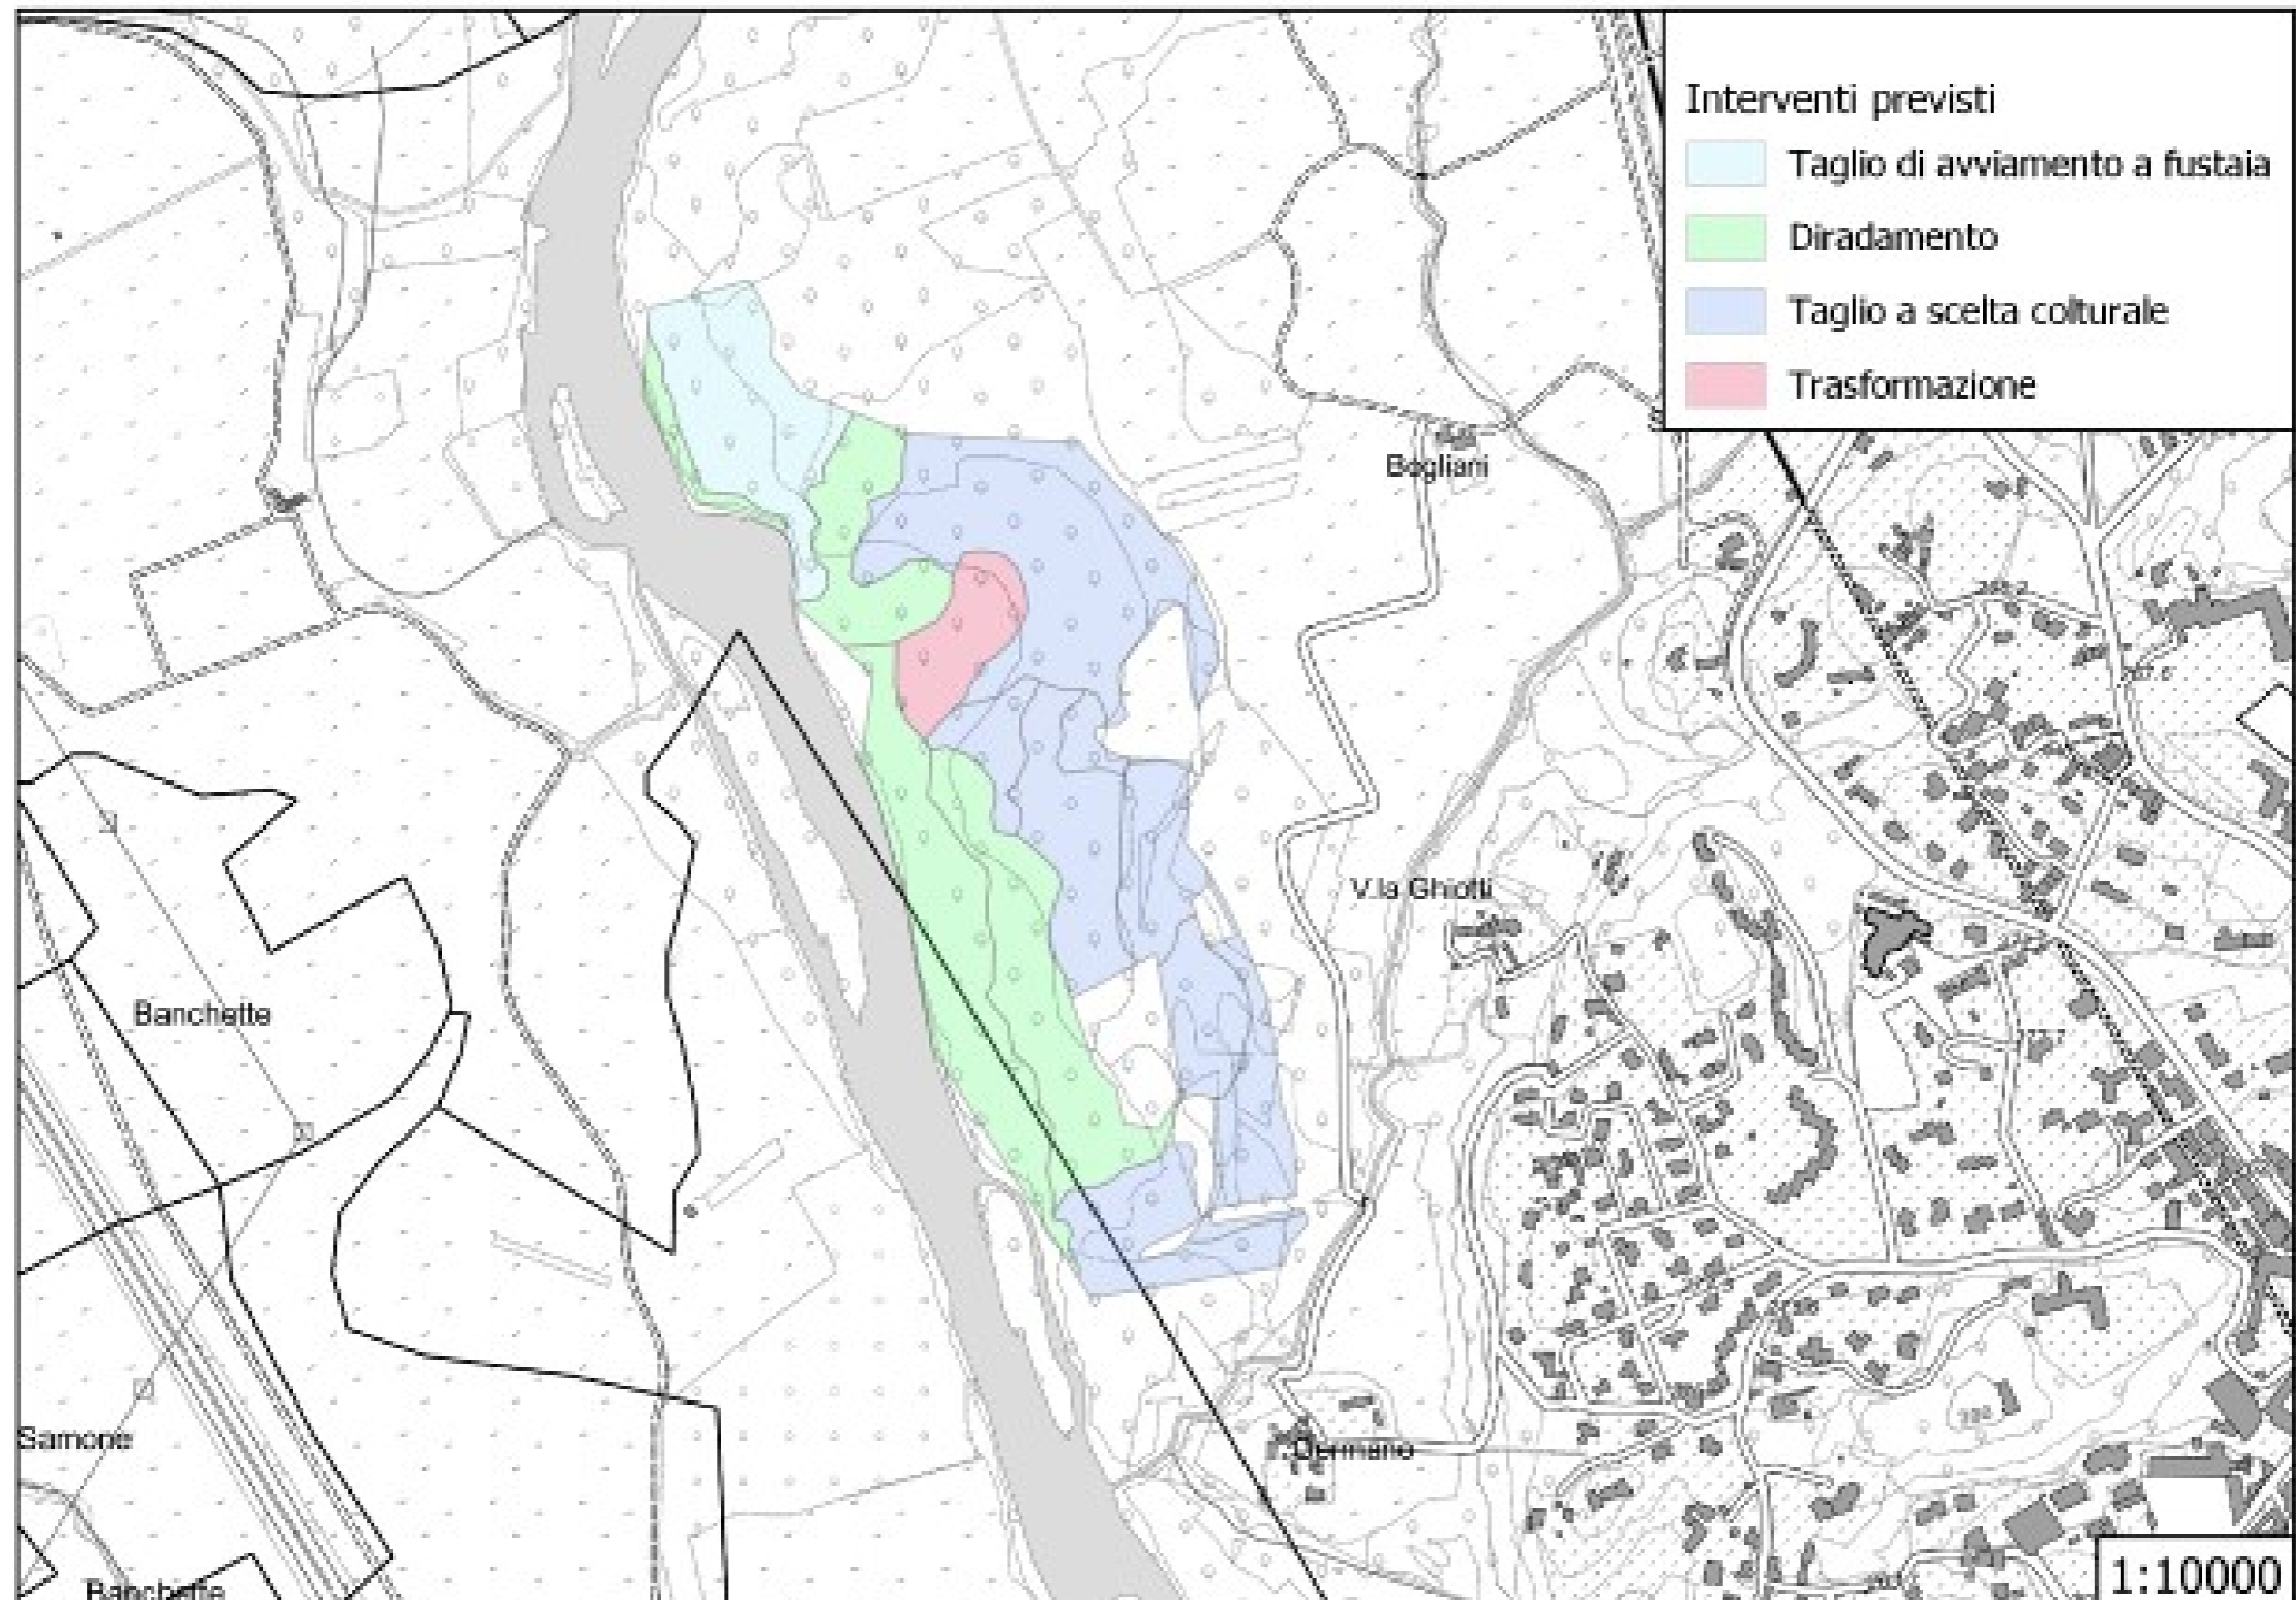 Interventi previsti
Taglio di avviamento a fustaia
Diradamento
Taglio a scelta colturale
Trasformazione
Bogliani
V.la Ghiotti
Banchette
Samone
Banchette
1:10000